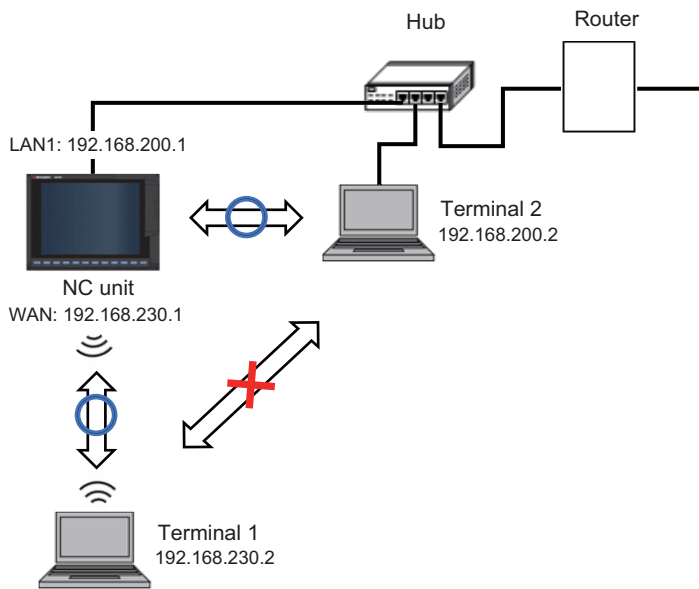 Hub
Router
LAN1: 192.168.200.1
Terminal 2
192.168.200.2
NC unit
WAN: 192.168.230.1
Terminal 1
192.168.230.2